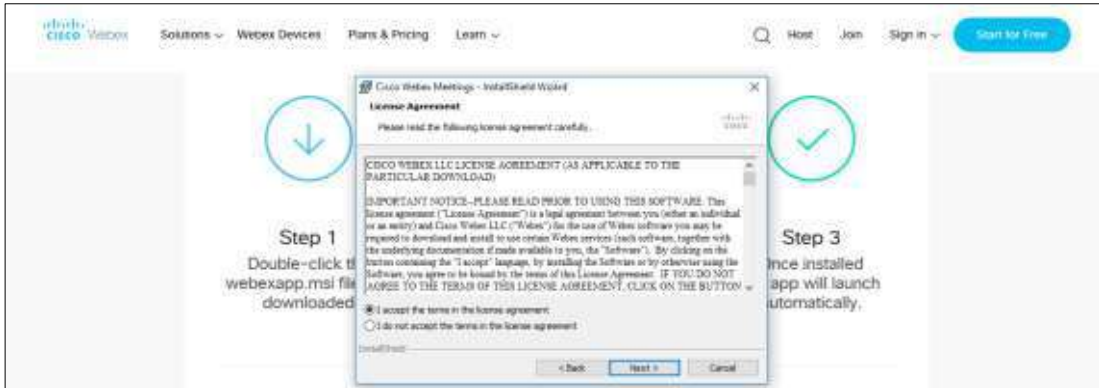 CISCO Webex Solutions Webex Devices Plans & Pricing Learn Host Join Sign in Start for Free
Cisco Webex Meetings - InstallShield Wizard
License Agreement
Please read the following license agreement carefully.
CISCO WEBEX LLC LICENSE AGREEMENT (AS APPLICABLE TO THE
PARTICULAR DOWNLOAD)
IMPORTANT NOTICE--PLEASE READ PRIOR TO USING THIS SOFTWARE. This
license agreement ("License Agreement") is a legal agreement between you (either an individual
or an entity) and Cisco Webex LLC ("Webex") for the use of Webex software you may be
required to download and install to use certain Webex services (such software, together with
the underlying documentation if made available to you, the "Software"). By clicking on the
button containing the "I accept" language, by installing the Software or by otherwise using the
Software, you agree to be bound by the terms of this License Agreement. IF YOU DO NOT
AGREE TO THE TERMS OF THIS LICENSE AGREEMENT, CLICK ON THE BUTTON
I accept the terms in the license agreement
I do not accept the terms in the license agreement
InstallShield
< Back Next > Cancel
Step 1
Double-click
webexapp.msi
downloaded
Step 3
Once installed
app will launch
automatically.